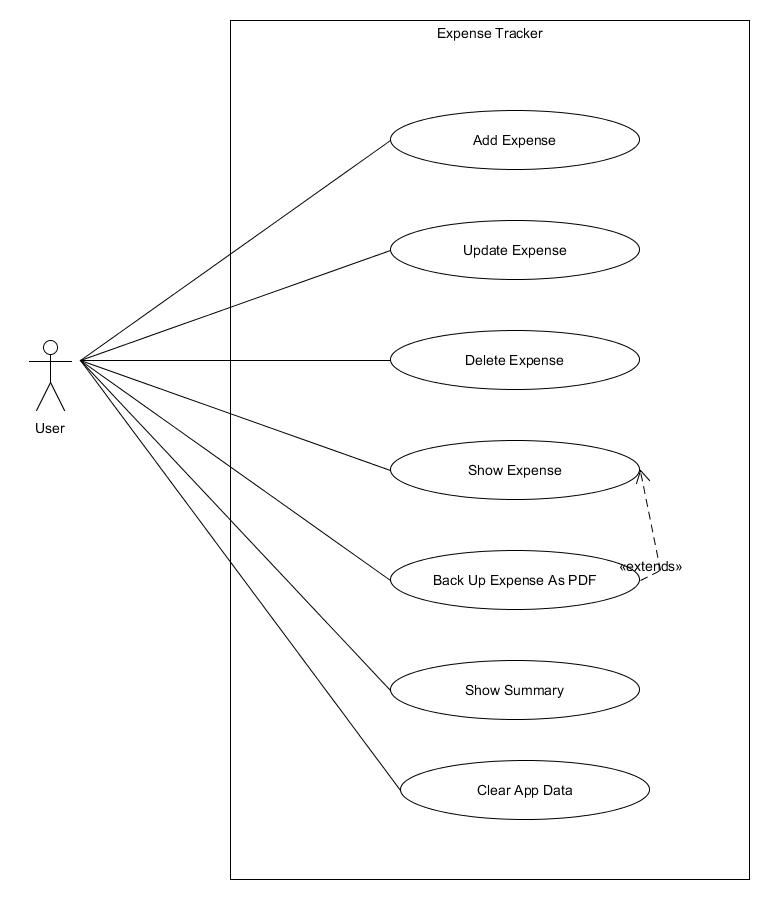 Expense Tracker
Add Expense
Update Expense
Delete Expense
User
Show Expense
«extends»
Back Up Expense As PDF
Show Summary
Clear App Data